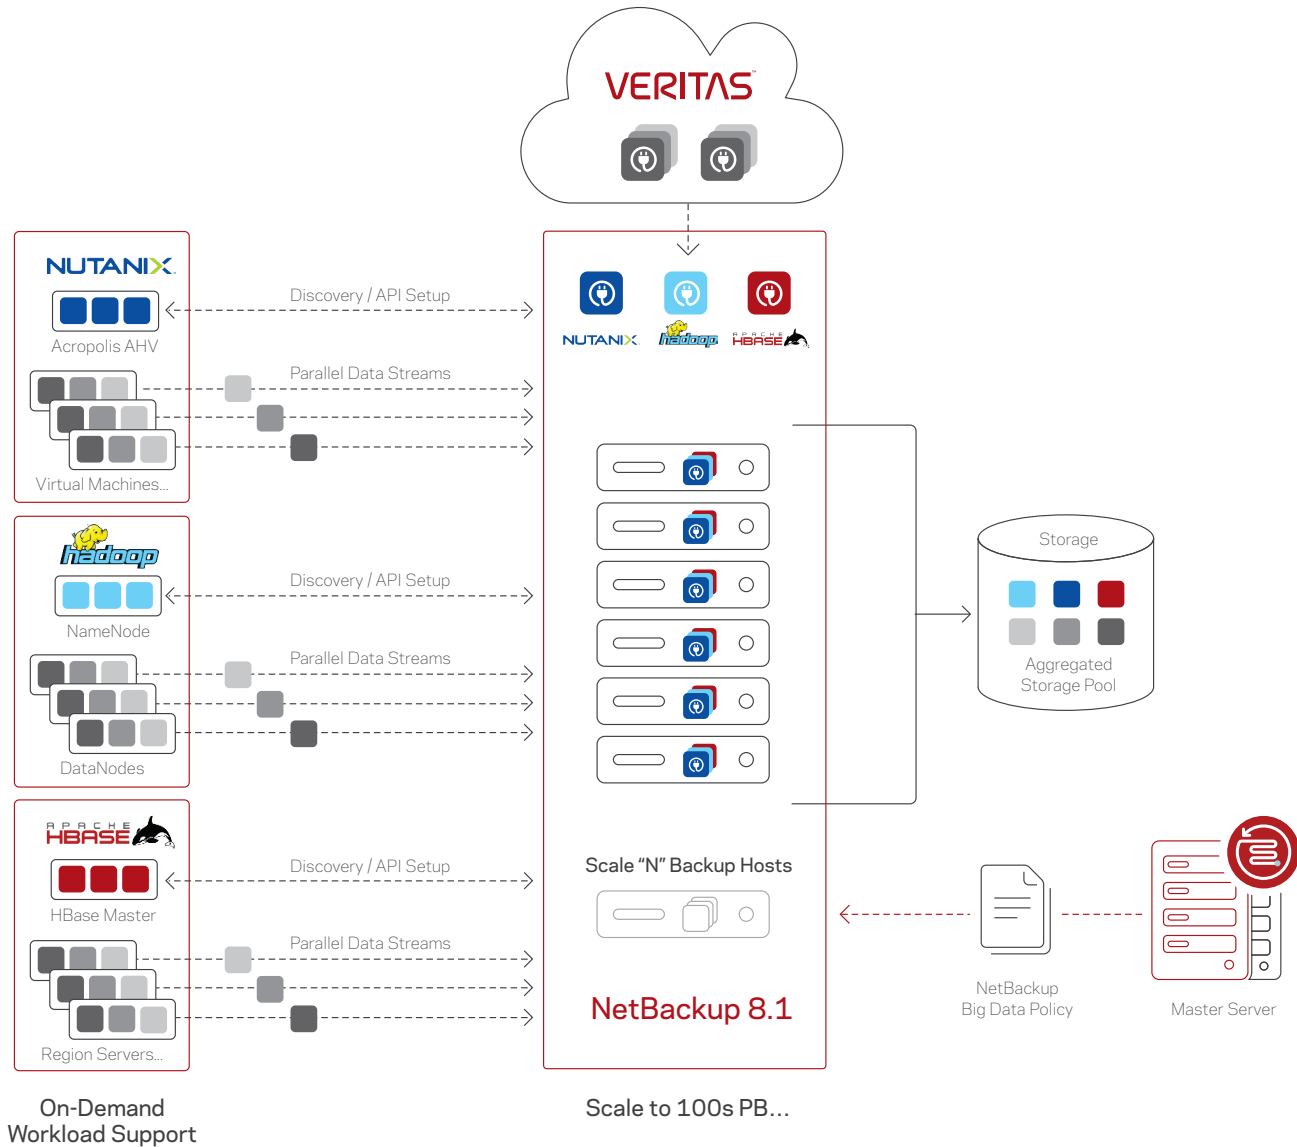 VERITAS™
NUTANIX
Acropolis AHV
Virtual Machines...
Discovery / API Setup
Parallel Data Streams
hadoop
NameNode
DataNodes
Discovery / API Setup
Parallel Data Streams
APACHE
HBASE
HBase Master
Region Servers...
Discovery / API Setup
Parallel Data Streams
On-Demand
Workload Support
NUTANIX
hadoop
APACHE
HBASE
Scale “N” Backup Hosts
NetBackup 8.1
Scale to 100s PB...
Storage
Aggregated
Storage Pool
NetBackup
Big Data Policy
Master Server